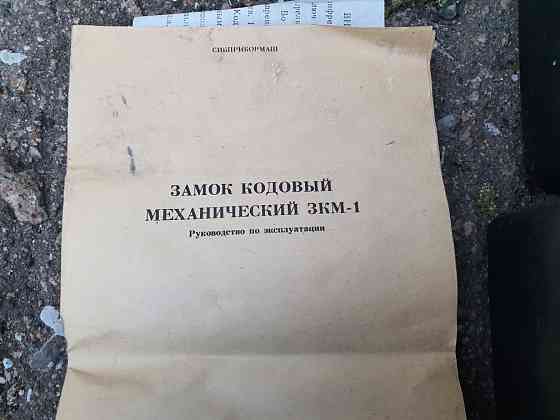 СИБПРИБОРМАШ
ЗАМОК КОДОВЫЙ
МЕХАНИЧЕСКИЙ ЗКМ-1
Руководство по эксплуатации